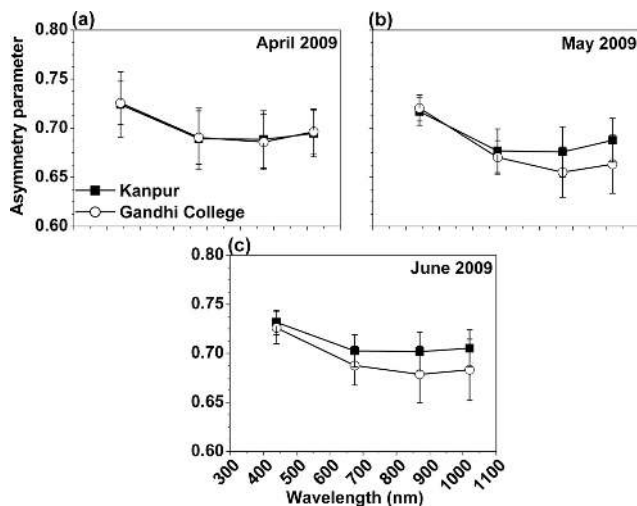 (a)
April 2009
(b)
May 2009
0.80
0.75
0.70
0.65
0.60
Asymmetry parameter
Kanpur
Gandhi College
(c)
June 2009
0.80
0.75
0.70
0.65
0.60
300 400 500 600 700 800 900 1000 1100
Wavelength (nm)